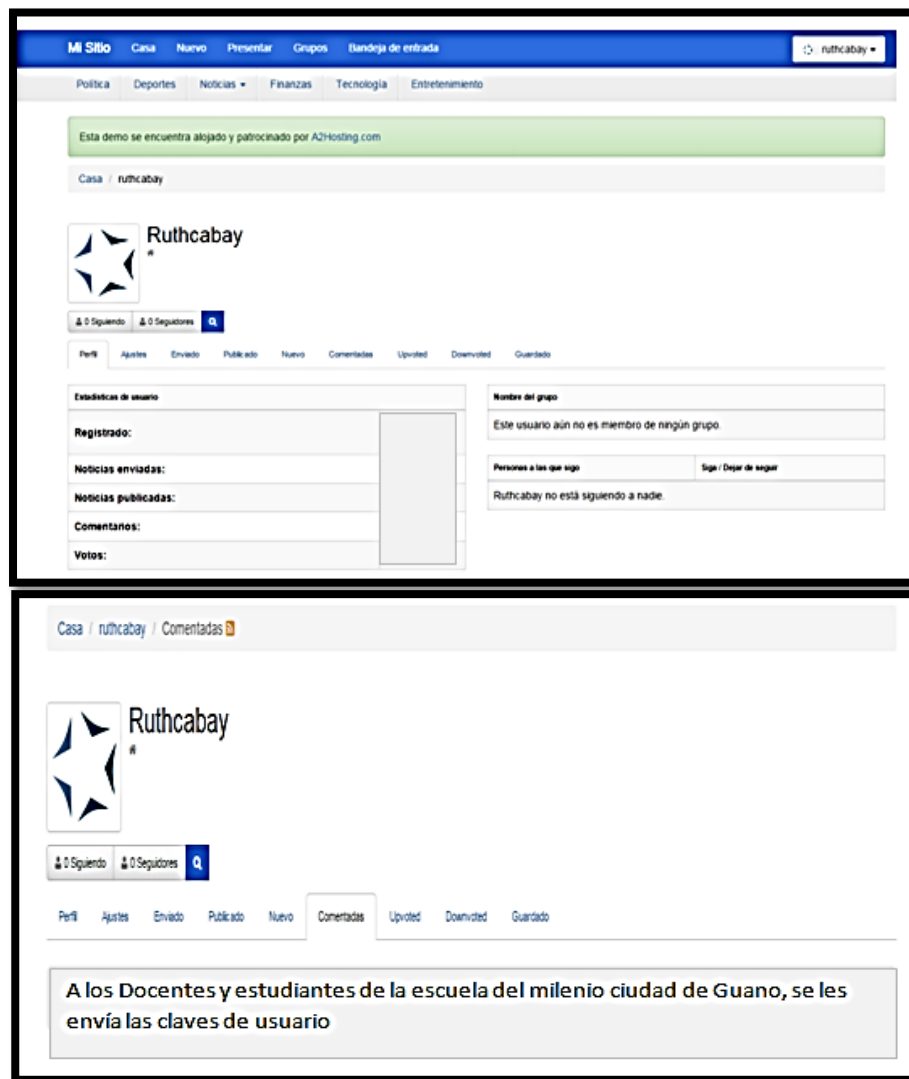 Mi Sitio Casa Nuevo Presentar Grupos Bandeja de entrada ruthcabay
Política Deportes Noticias Finanzas Tecnología Entretenimiento
Esta demo se encuentra alojado y patrocinado por A2Hosting.com
Casa / ruthcabay
Ruthcabay
0 Siguiendo 0 Seguidores
Perfil Ajustes Enviado Publicado Nuevo Comentadas Upvoted Downvoted Guardado
Estadísticas de usuario
Registrado:
Noticias enviadas:
Noticias publicadas:
Comentarios:
Votos:
Nombre del grupo
Este usuario aún no es miembro de ningún grupo.
Personas a las que sigo Siga / Dejar de seguir
Ruthcabay no está siguiendo a nadie.
Casa / ruthcabay / Comentadas
Ruthcabay
0 Siguiendo 0 Seguidores
Perfil Ajustes Enviado Publicado Nuevo Comentadas Upvoted Downvoted Guardado
A los Docentes y estudiantes de la escuela del milenio ciudad de Guano, se les
envía las claves de usuario